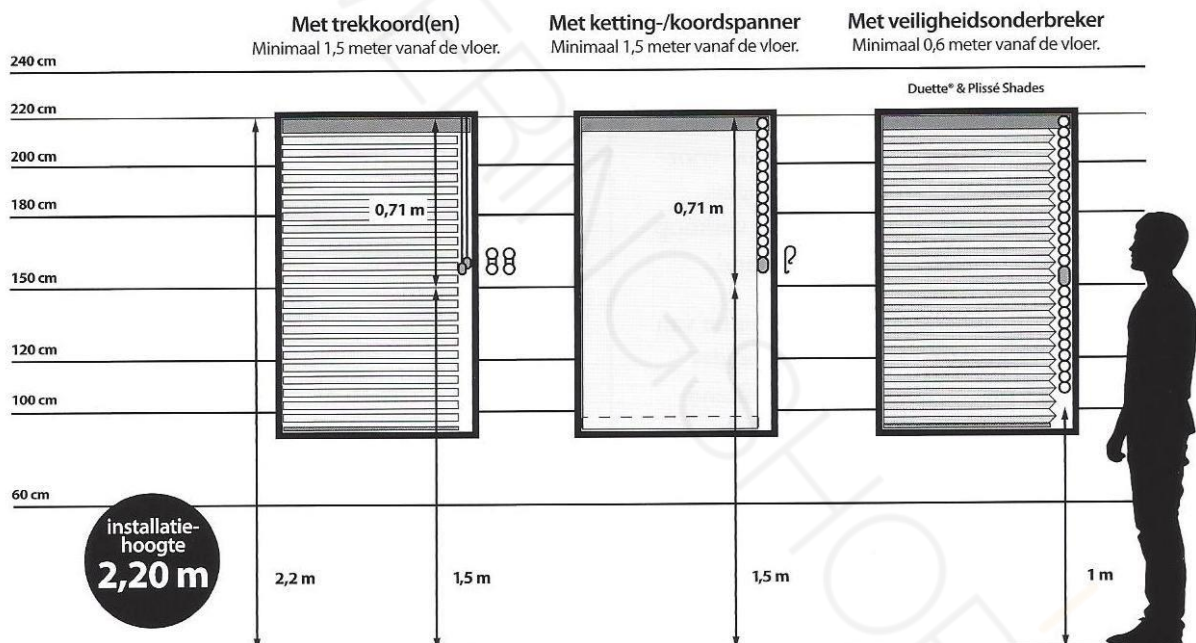 Met trekkoord(en)
Minimaal 1,5 meter vanaf de vloer.
Met ketting-/koordspanner
Minimaal 1,5 meter vanaf de vloer.
Met veiligheidsonderbreker
Minimaal 0,6 meter vanaf de vloer.
Duette® & Plissé Shades
240 cm
220 cm
200 cm
180 cm
150 cm
120 cm
100 cm
60 cm
0,71 m
0,71 m
installatie-
hoogte
2,20 m
2,2 m
1,5 m
1,5 m
1 m